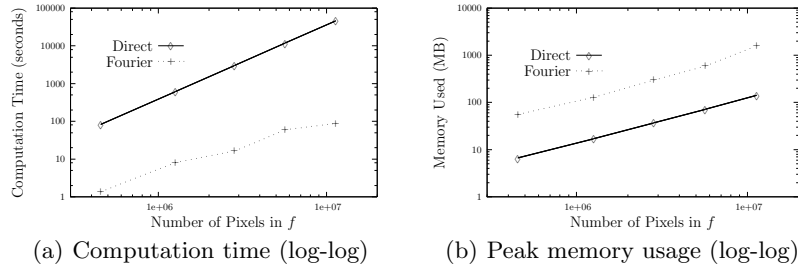 100000
10000
1000
100
10
1
Computation Time (seconds)
Direct
Fourier
1e+06
1e+07
Number of Pixels in f
(a) Computation time (log-log)
10000
1000
100
10
1
Memory Used (MB)
Direct
Fourier
1e+06
1e+07
Number of Pixels in f
(b) Peak memory usage (log-log)